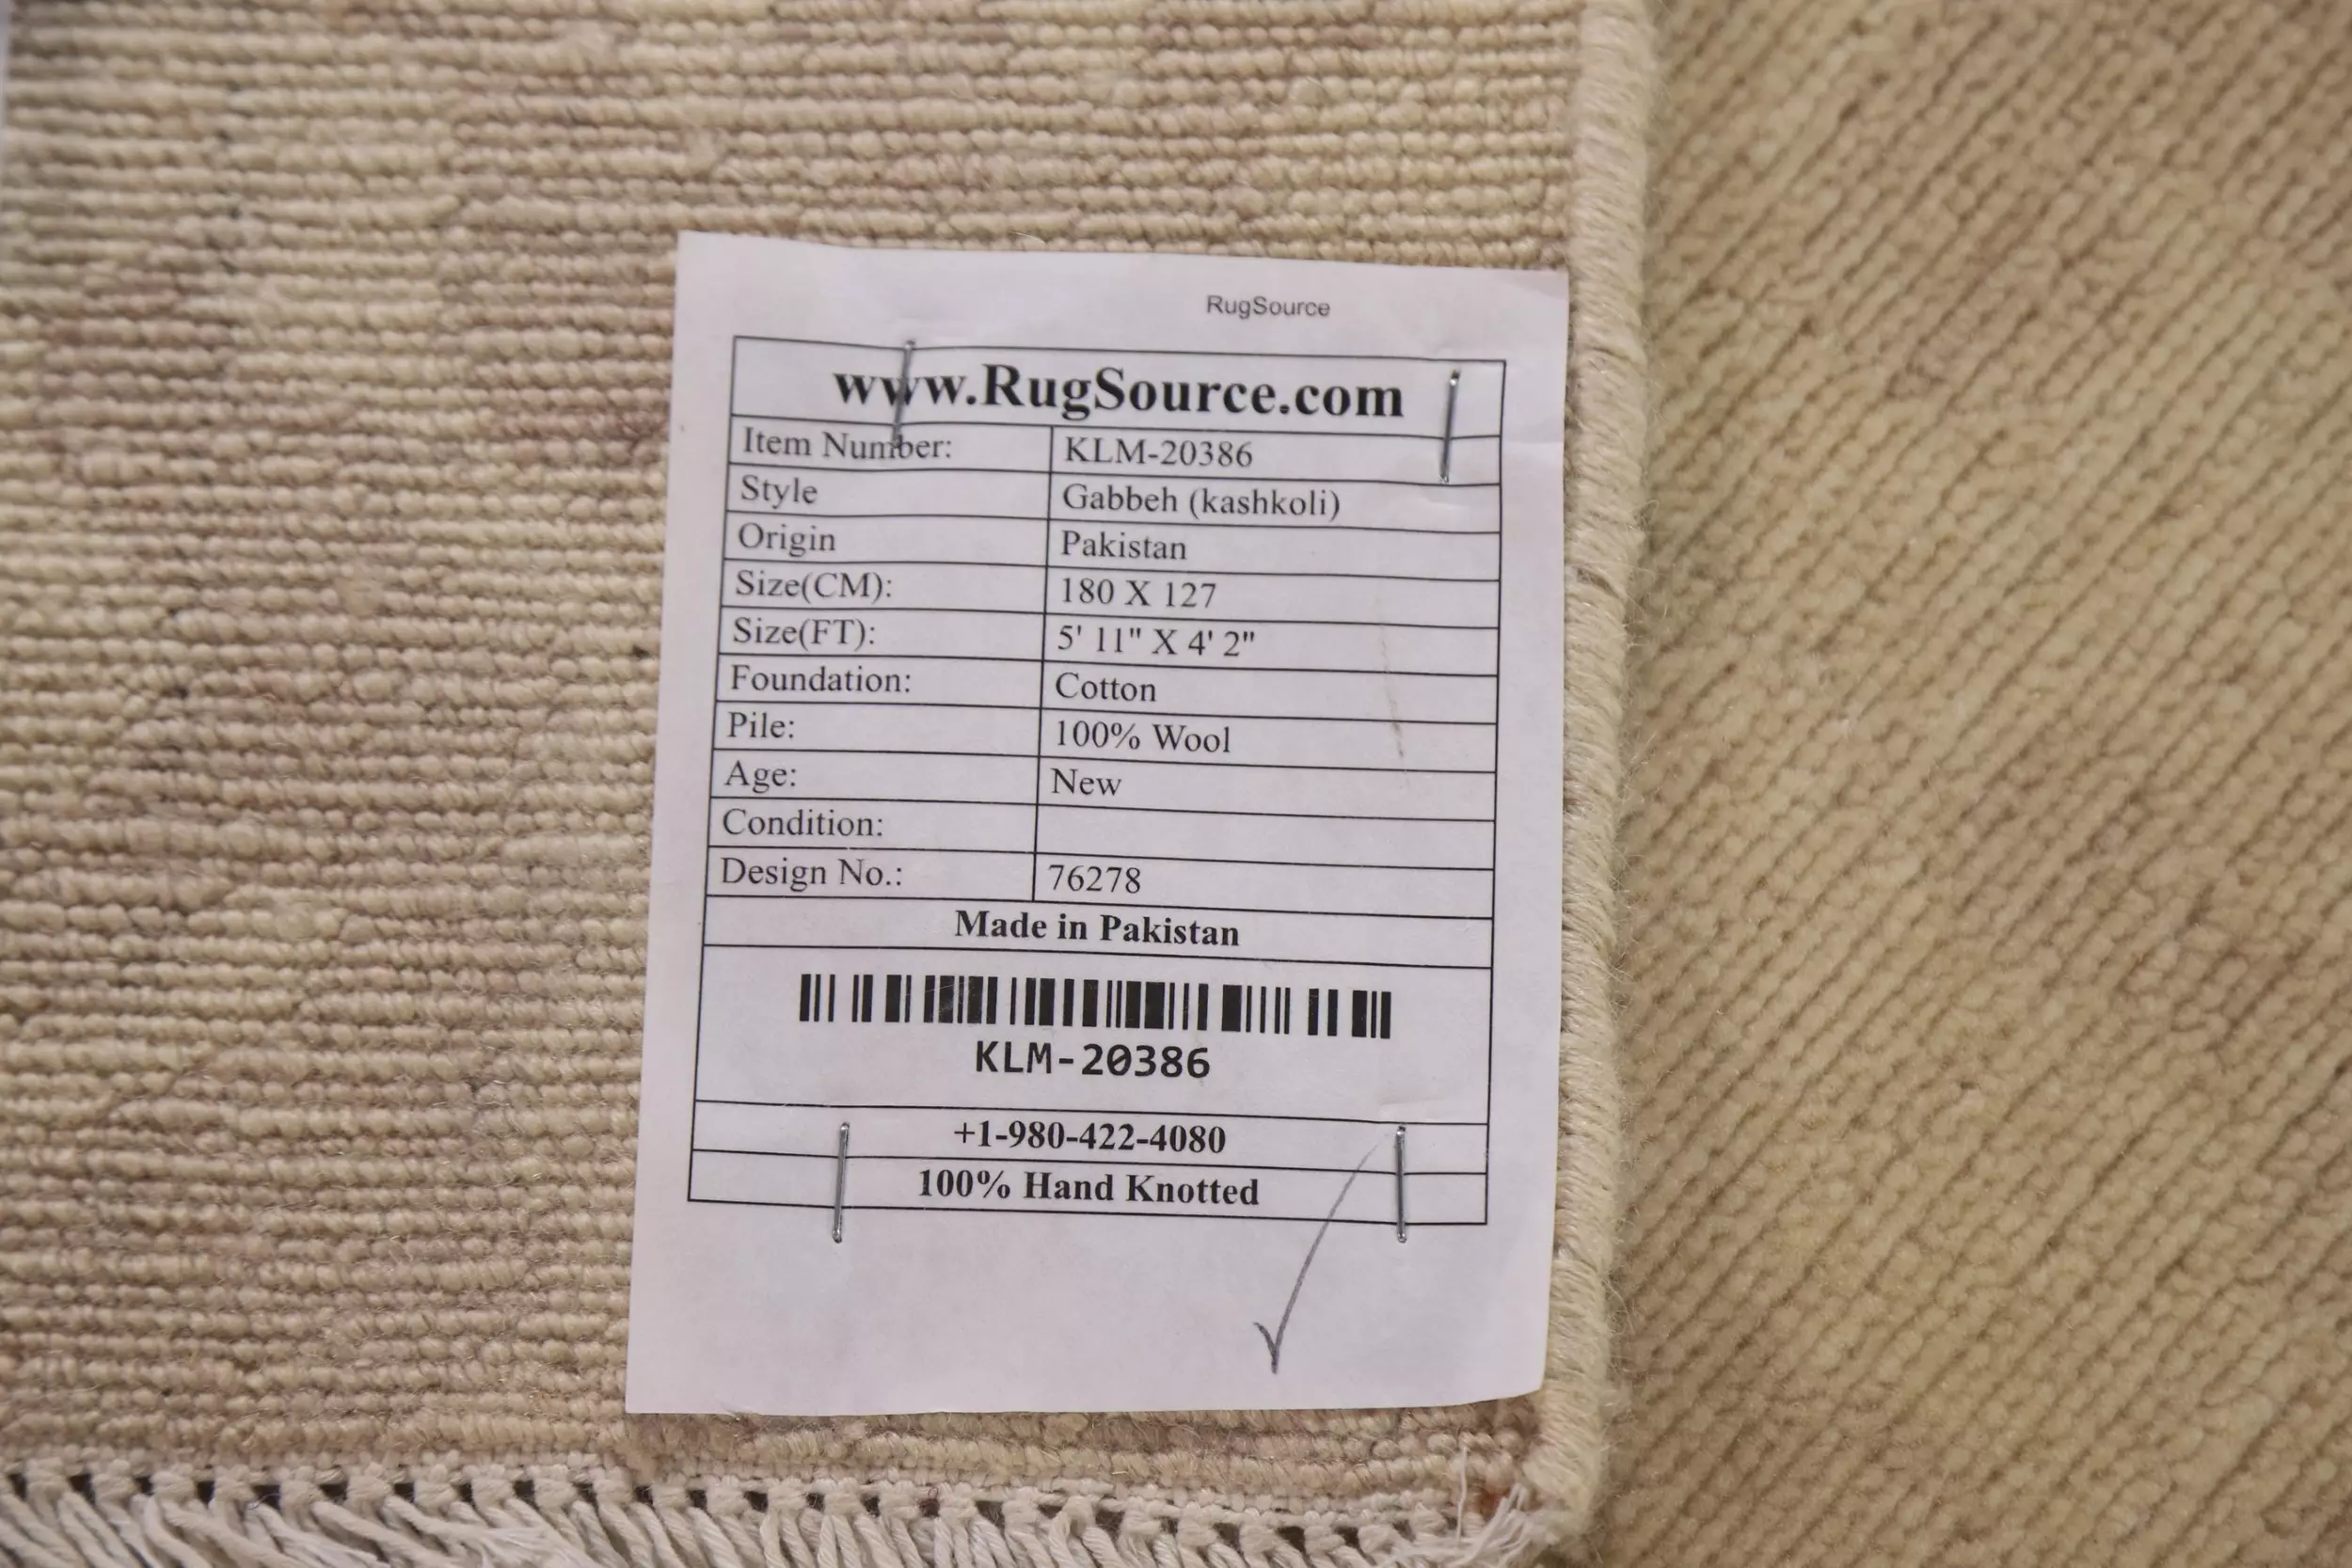 RugSource
www.RugSource.com
Item Number: KLM-20386
Style Gabbeh (kashkoli)
Origin Pakistan
Size(CM): 180 X 127
Size(FT): 5' 11" X 4' 2"
Foundation: Cotton
Pile: 100% Wool
Age: New
Condition:
Design No.: 76278
Made in Pakistan
KLM-20386
+1-980-422-4080
100% Hand Knotted